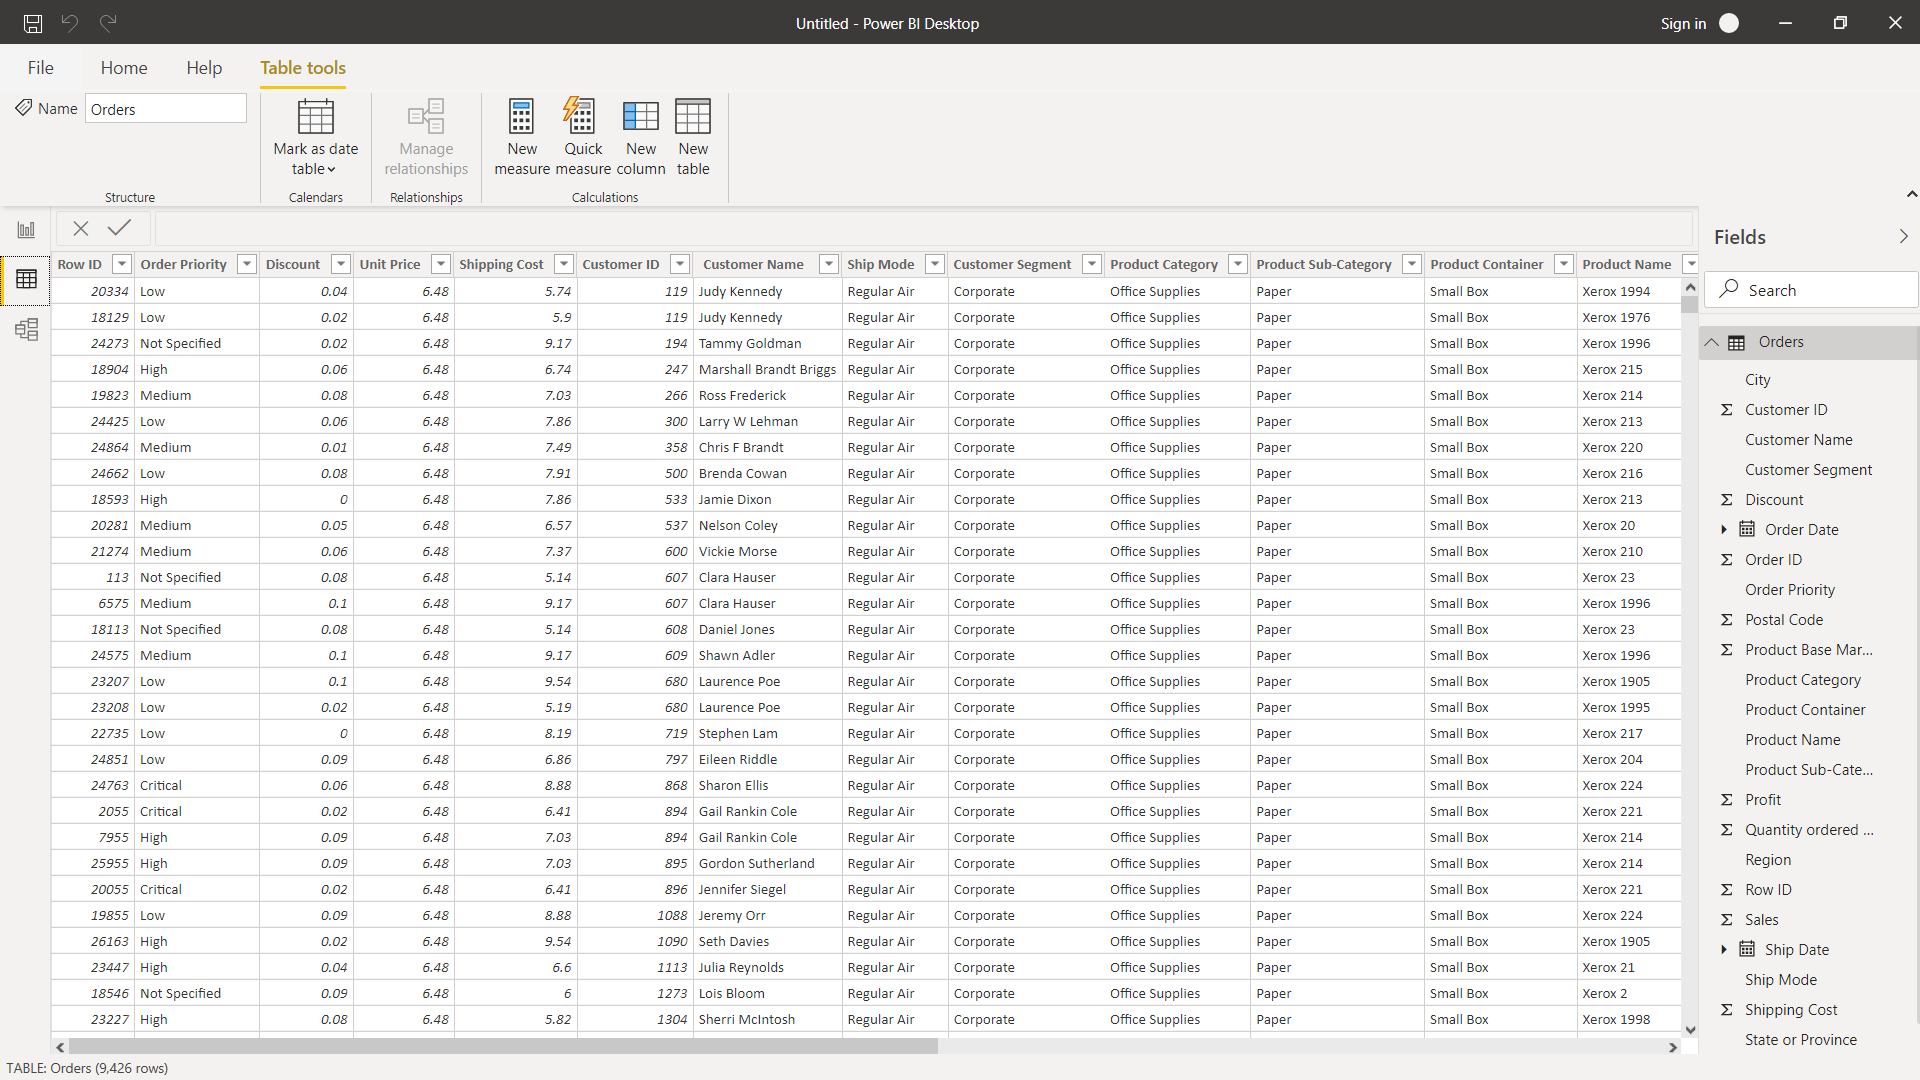 Untitled - Power BI Desktop
Sign in
File Home Help Table tools
Name Orders
Mark as date table
Manage relationships
New measure
Quick measure
New column
New table
Structure Calendars Relationships Calculations
Row ID Order Priority Discount Unit Price Shipping Cost Customer ID Customer Name Ship Mode Customer Segment Product Category Product Sub-Category Product Container Product Name
20334 Low 0.04 6.48 5.74 119 Judy Kennedy Regular Air Corporate Office Supplies Paper Small Box Xerox 1994
18129 Low 0.02 6.48 5.9 119 Judy Kennedy Regular Air Corporate Office Supplies Paper Small Box Xerox 1976
24273 Not Specified 0.02 6.48 9.17 194 Tammy Goldman Regular Air Corporate Office Supplies Paper Small Box Xerox 1996
18904 High 0.06 6.48 6.74 247 Marshall Brandt Briggs Regular Air Corporate Office Supplies Paper Small Box Xerox 215
19823 Medium 0.08 6.48 7.03 266 Ross Frederick Regular Air Corporate Office Supplies Paper Small Box Xerox 214
24425 Low 0.06 6.48 7.86 300 Larry W Lehman Regular Air Corporate Office Supplies Paper Small Box Xerox 213
24864 Medium 0.01 6.48 7.49 358 Chris F Brandt Regular Air Corporate Office Supplies Paper Small Box Xerox 220
24662 Low 0.08 6.48 7.91 500 Brenda Cowan Regular Air Corporate Office Supplies Paper Small Box Xerox 216
18593 High 0 6.48 7.86 533 Jamie Dixon Regular Air Corporate Office Supplies Paper Small Box Xerox 213
20281 Medium 0.05 6.48 6.57 537 Nelson Coley Regular Air Corporate Office Supplies Paper Small Box Xerox 20
21274 Medium 0.06 6.48 7.37 600 Vickie Morse Regular Air Corporate Office Supplies Paper Small Box Xerox 210
113 Not Specified 0.08 6.48 5.14 607 Clara Hauser Regular Air Corporate Office Supplies Paper Small Box Xerox 23
6575 Medium 0.1 6.48 9.17 607 Clara Hauser Regular Air Corporate Office Supplies Paper Small Box Xerox 1996
18113 Not Specified 0.08 6.48 5.14 608 Daniel Jones Regular Air Corporate Office Supplies Paper Small Box Xerox 23
24575 Medium 0.1 6.48 9.17 609 Shawn Adler Regular Air Corporate Office Supplies Paper Small Box Xerox 1996
23207 Low 0.1 6.48 9.54 680 Laurence Poe Regular Air Corporate Office Supplies Paper Small Box Xerox 1905
23208 Low 0.02 6.48 5.19 680 Laurence Poe Regular Air Corporate Office Supplies Paper Small Box Xerox 1995
22735 Low 0 6.48 8.19 719 Stephen Lam Regular Air Corporate Office Supplies Paper Small Box Xerox 217
24851 Low 0.09 6.48 6.86 797 Eileen Riddle Regular Air Corporate Office Supplies Paper Small Box Xerox 204
24763 Critical 0.06 6.48 8.88 868 Sharon Ellis Regular Air Corporate Office Supplies Paper Small Box Xerox 224
2055 Critical 0.02 6.48 6.41 894 Gail Rankin Cole Regular Air Corporate Office Supplies Paper Small Box Xerox 221
7955 High 0.09 6.48 7.03 894 Gail Rankin Cole Regular Air Corporate Office Supplies Paper Small Box Xerox 214
25955 High 0.09 6.48 7.03 895 Gordon Sutherland Regular Air Corporate Office Supplies Paper Small Box Xerox 214
20055 Critical 0.02 6.48 6.41 896 Jennifer Siegel Regular Air Corporate Office Supplies Paper Small Box Xerox 221
19855 Low 0.09 6.48 8.88 1088 Jeremy Orr Regular Air Corporate Office Supplies Paper Small Box Xerox 224
26163 High 0.02 6.48 9.54 1090 Seth Davies Regular Air Corporate Office Supplies Paper Small Box Xerox 1905
23447 High 0.04 6.48 6.6 1113 Julia Reynolds Regular Air Corporate Office Supplies Paper Small Box Xerox 21
18546 Not Specified 0.09 6.48 6 1273 Lois Bloom Regular Air Corporate Office Supplies Paper Small Box Xerox 2
23227 High 0.08 6.48 5.82 1304 Sherri McIntosh Regular Air Corporate Office Supplies Paper Small Box Xerox 1998
Fields
Search
Orders
City
Customer ID
Customer Name
Customer Segment
Discount
Order Date
Order ID
Order Priority
Postal Code
Product Base Mar...
Product Category
Product Container
Product Name
Product Sub-Cate...
Profit
Quantity ordered ...
Region
Row ID
Sales
Ship Date
Ship Mode
Shipping Cost
State or Province
TABLE: Orders (9,426 rows)